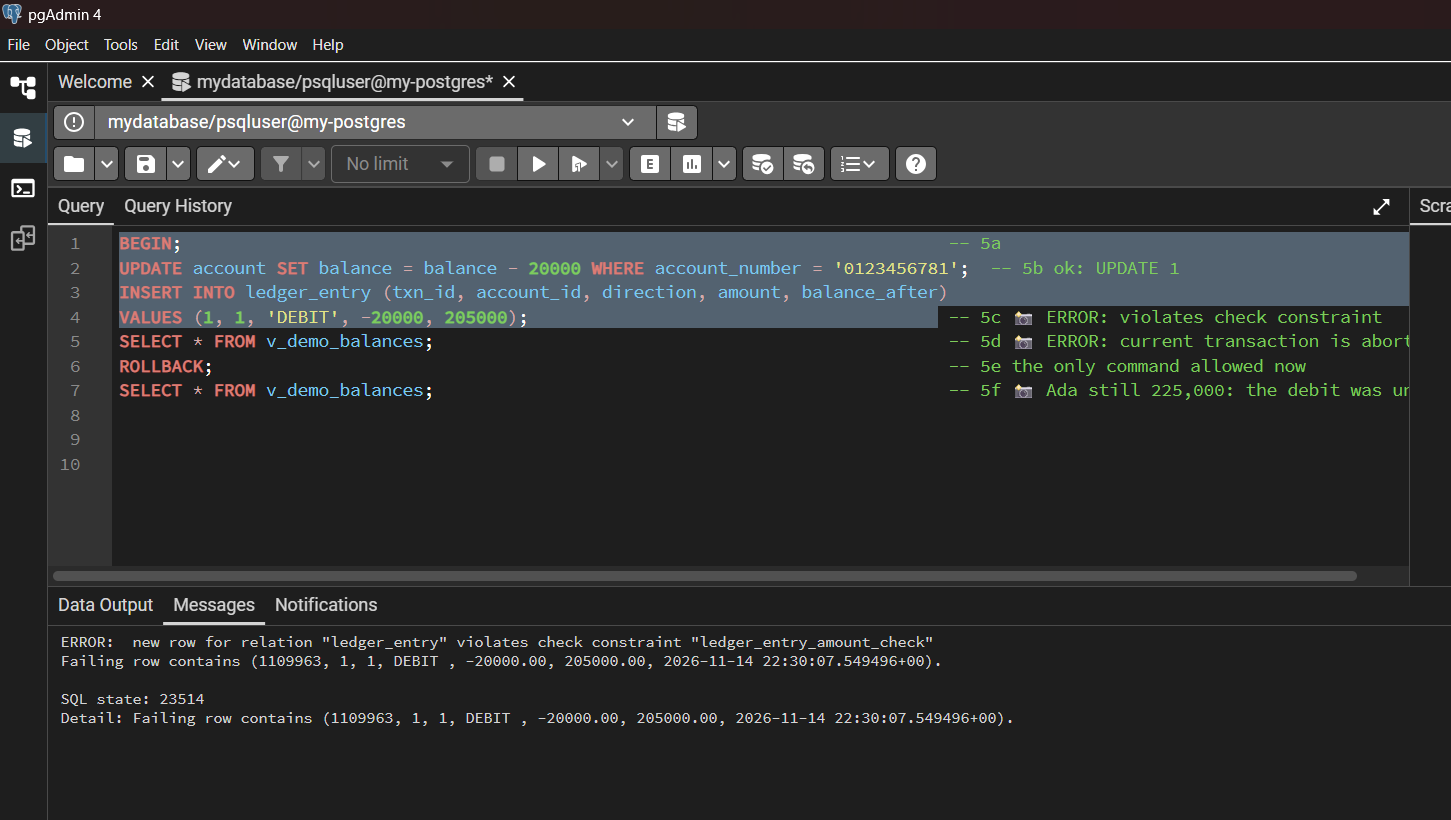 pgAdmin 4
File Object Tools Edit View Window Help
Welcome mydatabase/psqluser@my-postgres*
mydatabase/psqluser@my-postgres
No limit
E
Query Query History
1 BEGIN; -- 5a
2 UPDATE account SET balance = balance - 20000 WHERE account_number = '0123456781'; -- 5b ok: UPDATE 1
3 INSERT INTO ledger_entry (txn_id, account_id, direction, amount, balance_after)
4 VALUES (1, 1, 'DEBIT', -20000, 205000); -- 5c 📷 ERROR: violates check constraint
5 SELECT * FROM v_demo_balances; -- 5d 📷 ERROR: current transaction is abort
6 ROLLBACK; -- 5e the only command allowed now
7 SELECT * FROM v_demo_balances; -- 5f 📷 Ada still 225,000: the debit was un
8
9
10
Data Output Messages Notifications
ERROR:  new row for relation "ledger_entry" violates check constraint "ledger_entry_amount_check"
Failing row contains (1109963, 1, 1, DEBIT , -20000.00, 205000.00, 2026-11-14 22:30:07.549496+00).
SQL state: 23514
Detail: Failing row contains (1109963, 1, 1, DEBIT , -20000.00, 205000.00, 2026-11-14 22:30:07.549496+00).